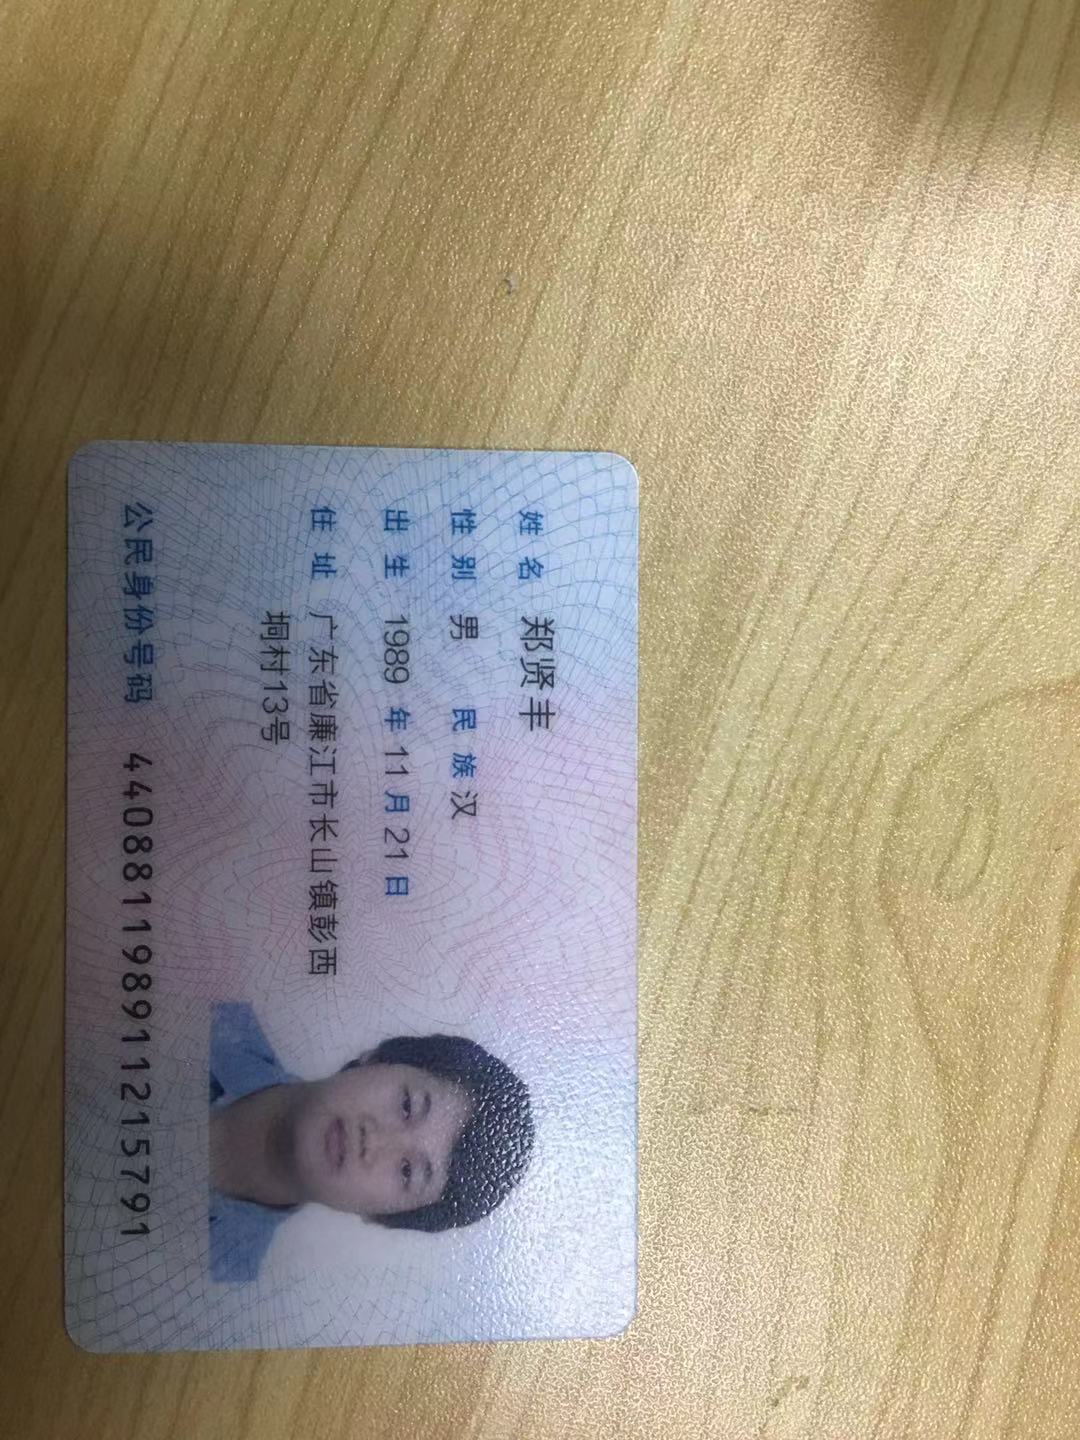 姓名 郑贤丰
性别 男 民族 汉
出生 1989 年 11 月 21 日
住址 广东省廉江市长山镇彭西
垌村13号
公民身份号码 440881198911215791